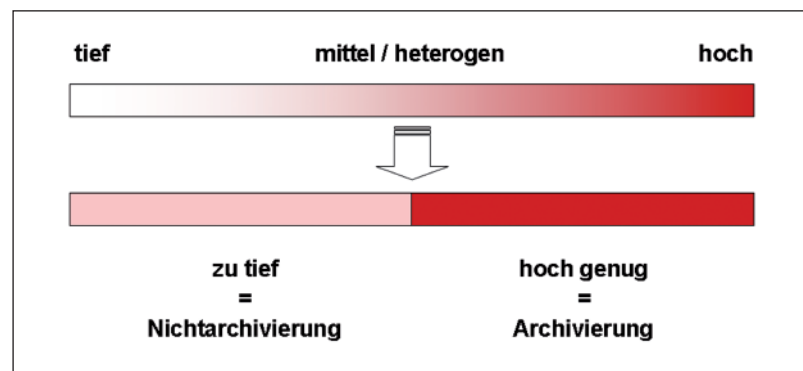 tief mittel / heterogen hoch
zu tief hoch genug
= =
Nichtarchivierung Archivierung